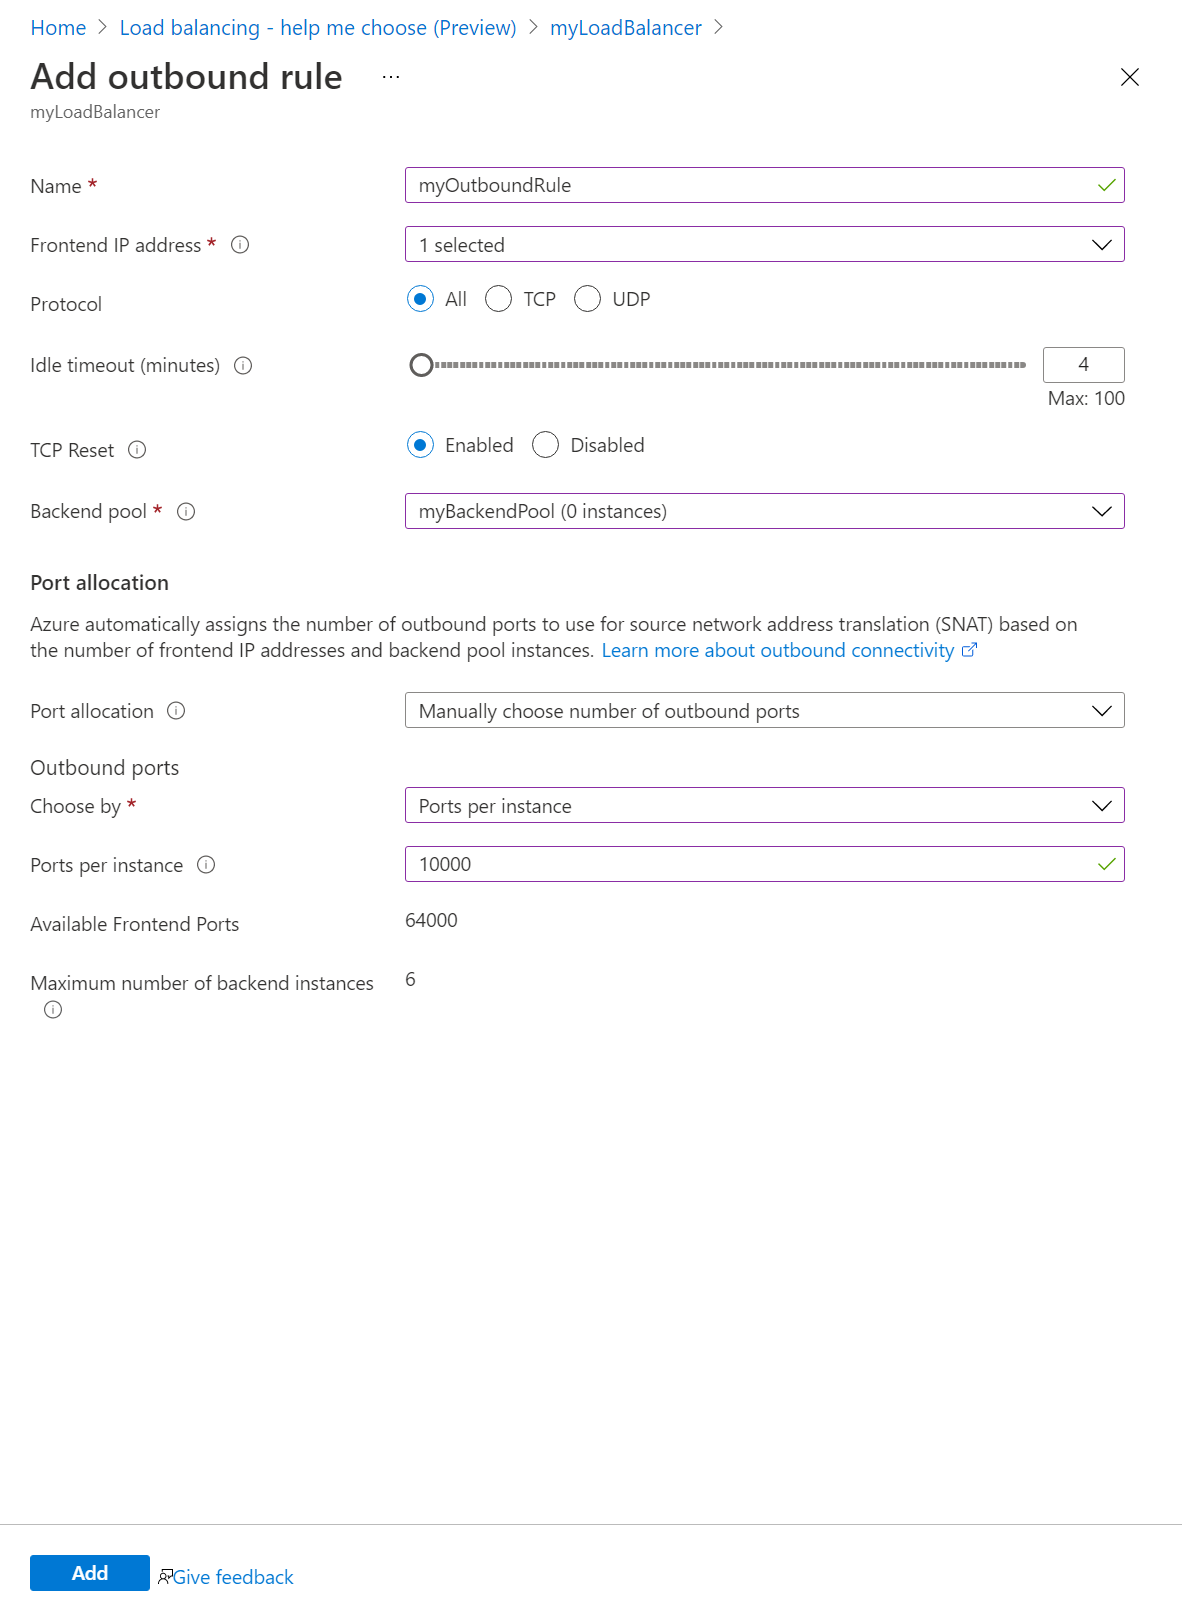 Home > Load balancing - help me choose (Preview) > myLoadBalancer >
Add outbound rule ...
myLoadBalancer
Name *
myOutboundRule
Frontend IP address *
1 selected
Protocol
All TCP UDP
Idle timeout (minutes)
4
Max: 100
TCP Reset
Enabled Disabled
Backend pool *
myBackendPool (0 instances)
Port allocation
Azure automatically assigns the number of outbound ports to use for source network address translation (SNAT) based on
the number of frontend IP addresses and backend pool instances. Learn more about outbound connectivity
Port allocation
Manually choose number of outbound ports
Outbound ports
Choose by *
Ports per instance
Ports per instance
10000
Available Frontend Ports
64000
Maximum number of backend instances
6
Add
Give feedback